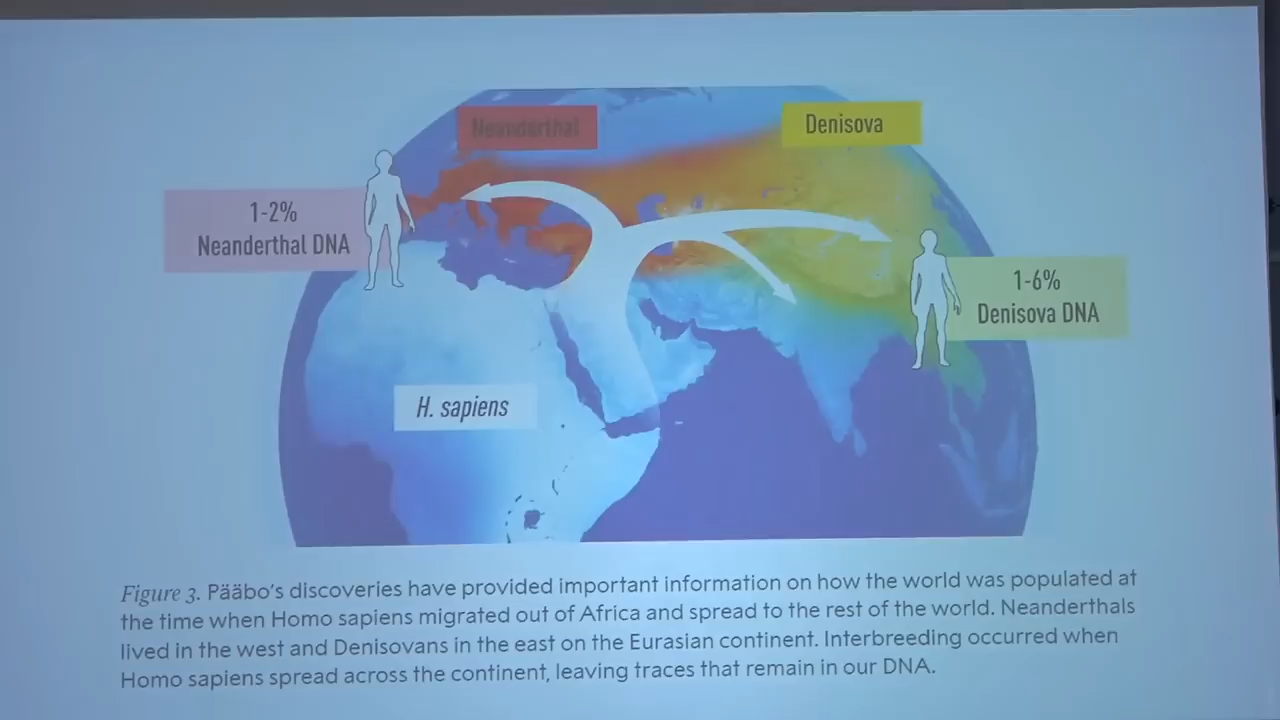 Neanderthal
Denisova
1-2%
Neanderthal DNA
1-6%
Denisova DNA
H. sapiens
Figure 3. Pääbo's discoveries have provided important information on how the world was populated at
the time when Homo sapiens migrated out of Africa and spread to the rest of the world. Neanderthals
lived in the west and Denisovans in the east on the Eurasian continent. Interbreeding occurred when
Homo sapiens spread across the continent, leaving traces that remain in our DNA.